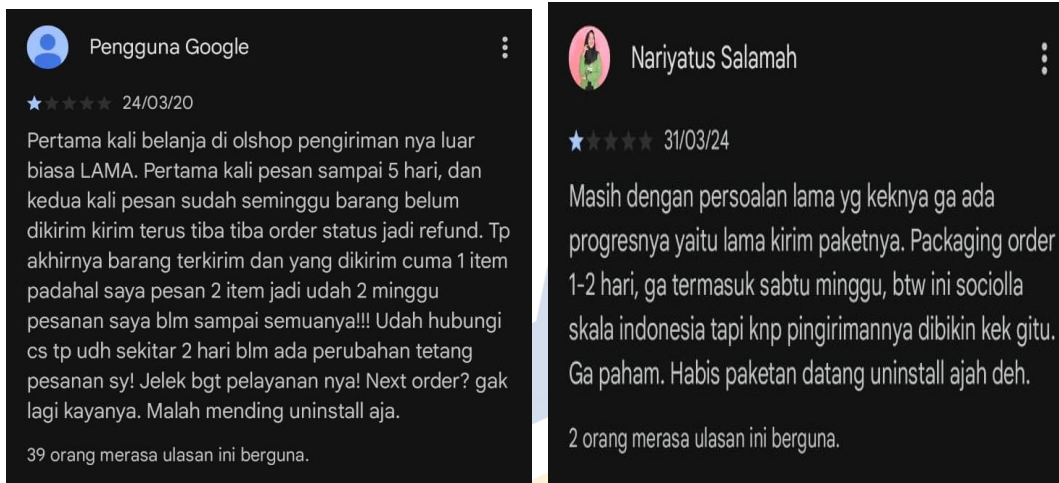 Pengguna Google
24/03/20
Pertama kali belanja di olshop pengiriman nya luar
biasa LAMA. Pertama kali pesan sampai 5 hari, dan
kedua kali pesan sudah seminggu barang belum
dikirim kirim terus tiba tiba order status jadi refund. Tp
akhirnya barang terkirim dan yang dikirim cuma 1 item
padahal saya pesan 2 item jadi udah 2 minggu
pesanan saya blm sampai semuanya!!! Udah hubungi
cs tp udh sekitar 2 hari blm ada perubahan tetang
pesanan sy! Jelek bgt pelayanan nya! Next order? gak
lagi kayanya. Malah mending uninstall aja.
39 orang merasa ulasan ini berguna.
Nariyatus Salamah
31/03/24
Masih dengan persoalan lama yg keknya ga ada
progresnya yaitu lama kirim paketnya. Packaging order
1-2 hari, ga termasuk sabtu minggu, btw ini sociolla
skala indonesia tapi knp pingirimannya dibikin kek gitu.
Ga paham. Habis paketan datang uninstall ajah deh.
2 orang merasa ulasan ini berguna.